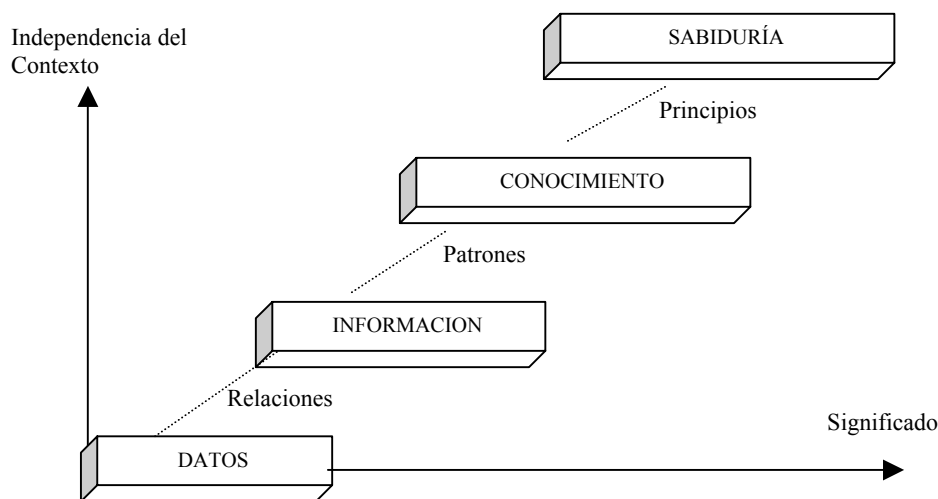 Independencia del
Contexto
SABIDURÍA
Principios
CONOCIMIENTO
Patrones
INFORMACION
Relaciones
Significado
DATOS